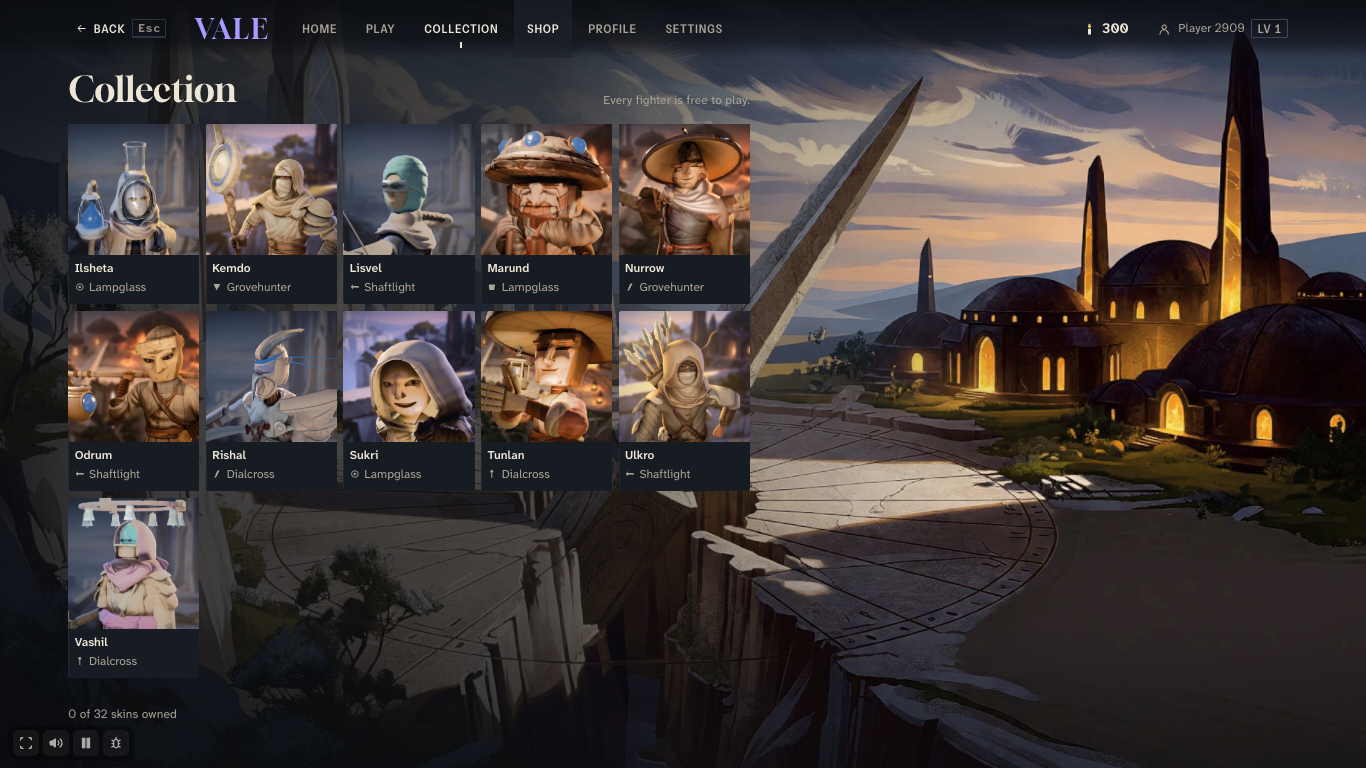 ← BACK Esc VALE HOME PLAY COLLECTION SHOP PROFILE SETTINGS 300 Player 2909 LV 1
Collection
Every fighter is free to play.
Ilsheta Kemdo Lisvel Marund Nurrow
Lampglass Grovehunter Shaftlight Lampglass Grovehunter
Odrum Rishal Sukri Tunlan Ulkro
Shaftlight Dialcross Lampglass Dialcross Shaftlight
Vashil
Dialcross
0 of 32 skins owned